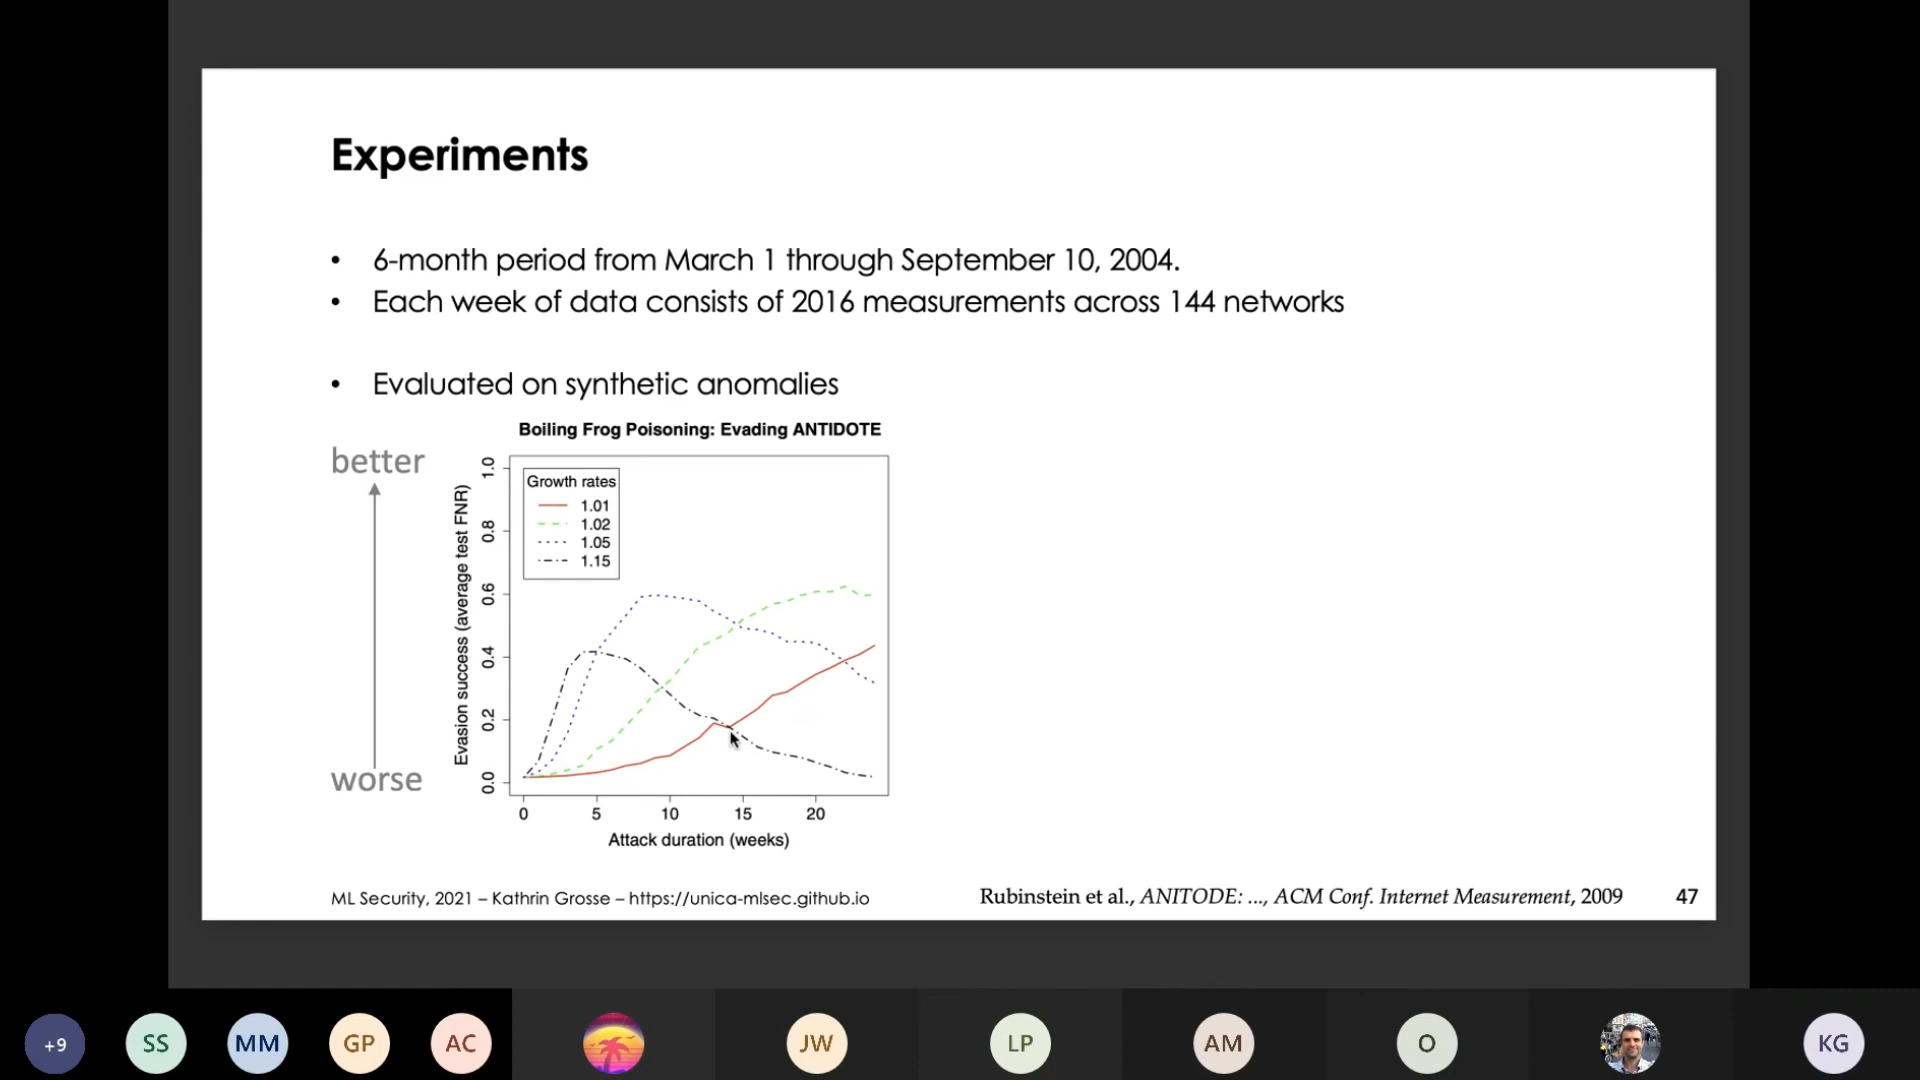 Experiments
• 6-month period from March 1 through September 10, 2004.
• Each week of data consists of 2016 measurements across 144 networks
• Evaluated on synthetic anomalies
Boiling Frog Poisoning: Evading ANTIDOTE
better
worse
Evasion success (average test FNR)
1.0
0.8
0.6
0.4
0.2
0.0
Growth rates
1.01
1.02
1.05
1.15
0 5 10 15 20
Attack duration (weeks)
ML Security, 2021 – Kathrin Grosse – https://unica-mlsec.github.io
Rubinstein et al., ANITODE: ..., ACM Conf. Internet Measurement, 2009
47
+9 SS MM GP AC JW LP AM O KG